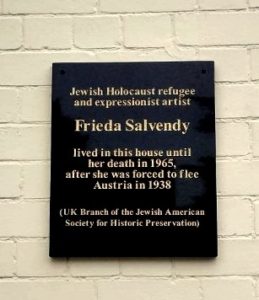 Jewish Holocaust refugee
and expressionist artist
Frieda Salvendy
lived in this house until
her death in 1965,
after she was forced to flee
Austria in 1938
(UK Branch of the Jewish American
Society for Historic Preservation)